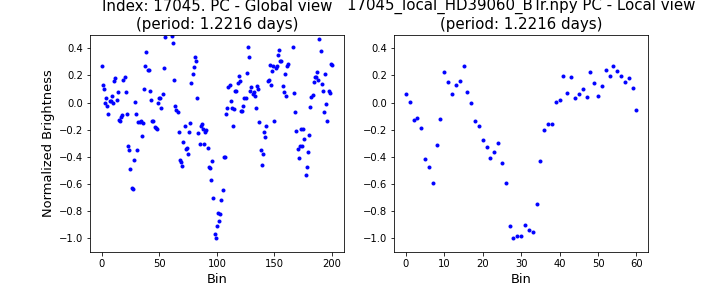 Index: 17045. PC - Global view
(period: 1.2216 days)
17045_local_HD39060_BTr.npy PC - Local view
(period: 1.2216 days)
Normalized Brightness
0.4
0.2
0.0
−0.2
−0.4
−0.6
−0.8
−1.0
0 50 100 150 200
Bin
0.4
0.2
0.0
−0.2
−0.4
−0.6
−0.8
−1.0
0 10 20 30 40 50 60
Bin